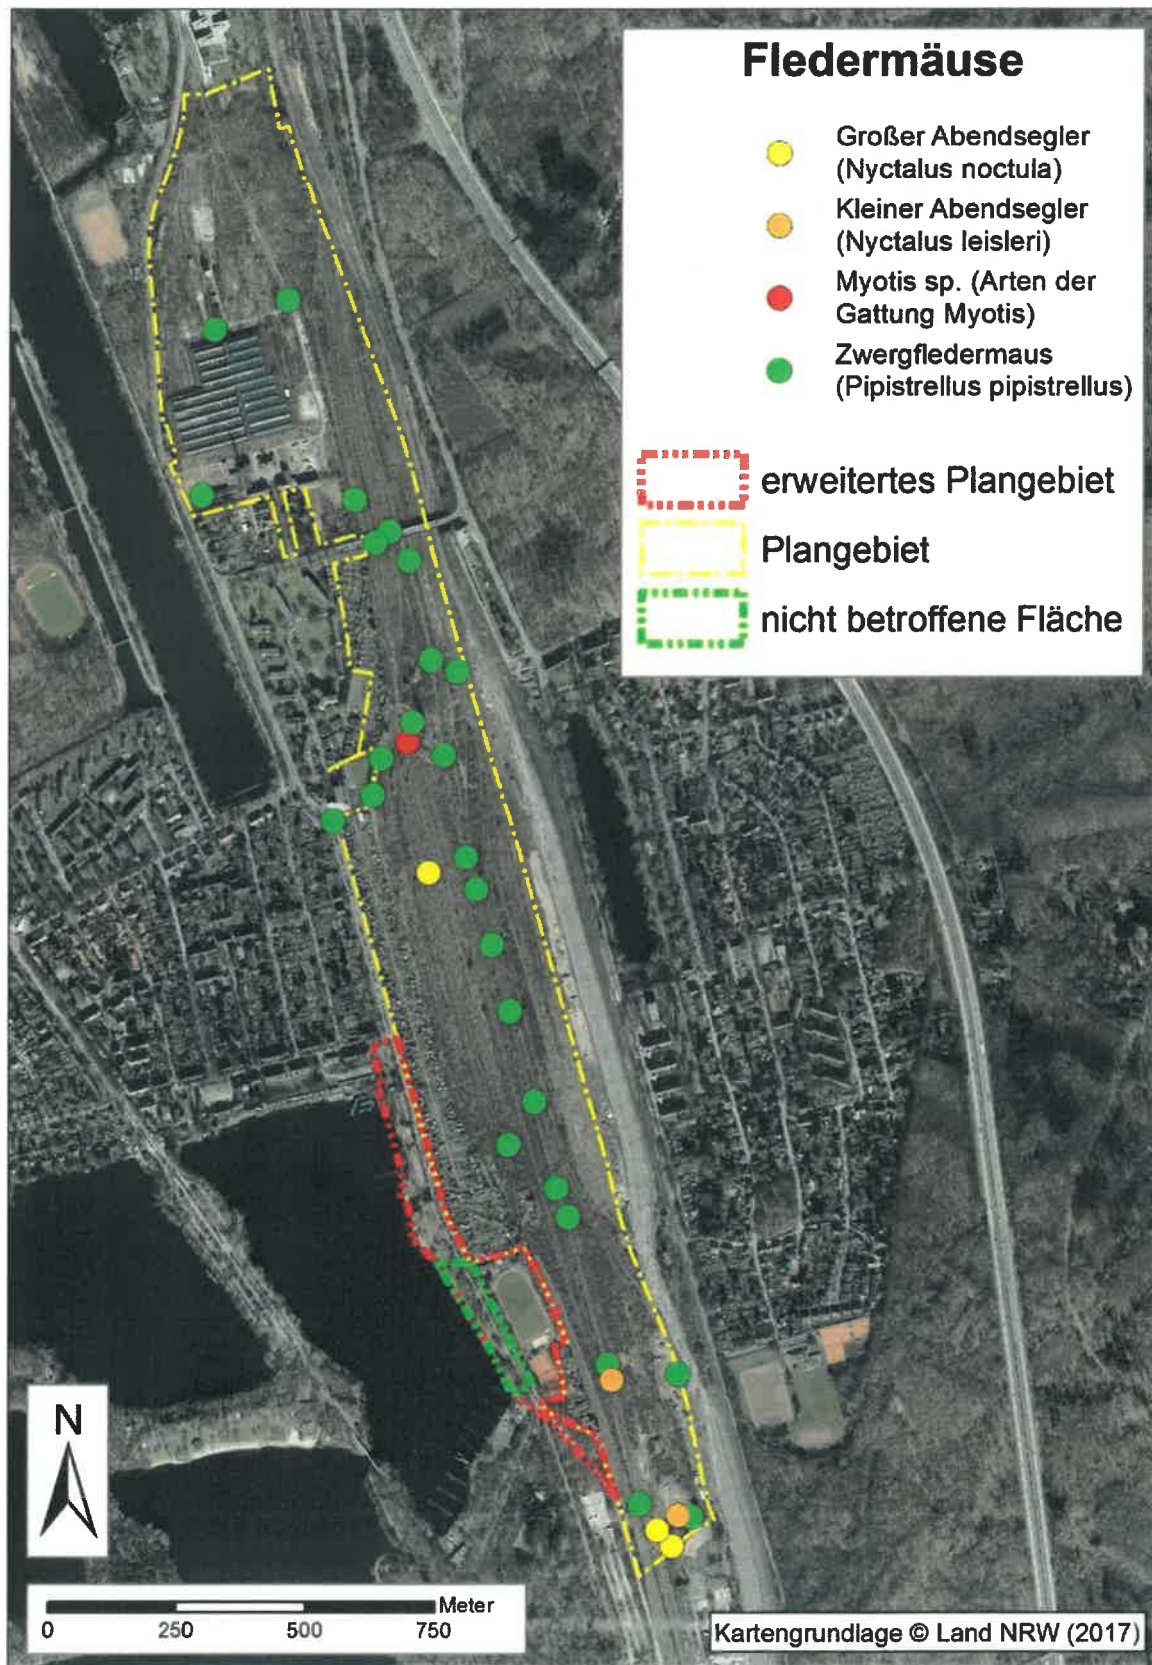 Fledermäuse
Großer Abendsegler
(Nyctalus noctula)
Kleiner Abendsegler
(Nyctalus leisleri)
Myotis sp. (Arten der
Gattung Myotis)
Zwergfledermaus
(Pipistrellus pipistrellus)
erweitertes Plangebiet
Plangebiet
nicht betroffene Fläche
N
Meter
0 250 500 750
Kartengrundlage © Land NRW (2017)